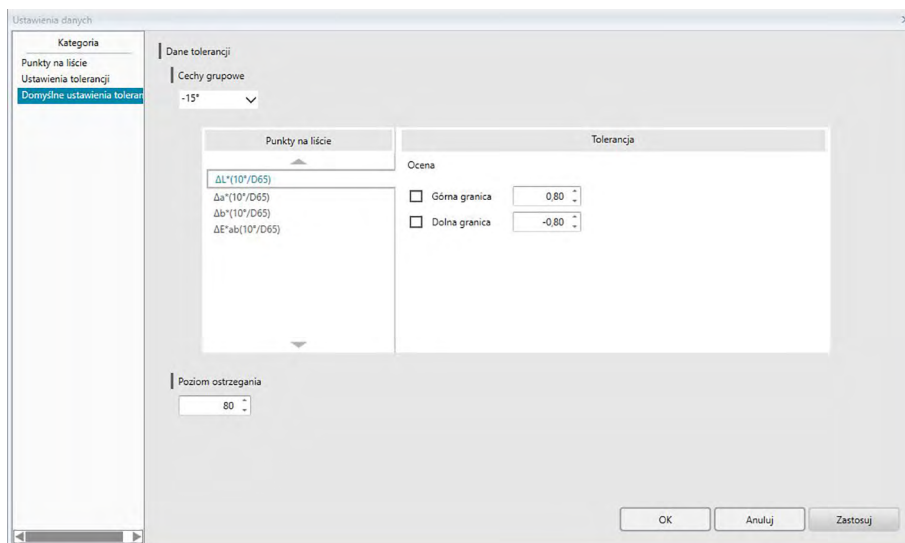 Ustawienia danych
Kategoria
Punkty na liście
Ustawienia tolerancji
Domyślne ustawienia toleran
Dane tolerancji
Cechy grupowe
-15°
Punkty na liście
ΔL*(10°/D65)
Δa*(10°/D65)
Δb*(10°/D65)
ΔE*ab(10°/D65)
Tolerancja
Ocena
Górna granica 0,80
Dolna granica -0,80
Poziom ostrzegania
80
OK Anuluj Zastosuj